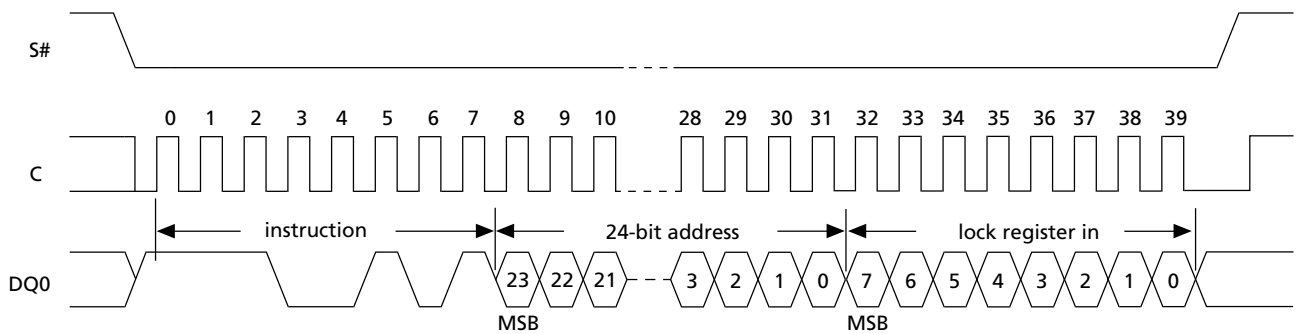 S#
0 1 2 3 4 5 6 7 8 9 10 28 29 30 31 32 33 34 35 36 37 38 39
C
instruction 24-bit address lock register in
DQ0 23 22 21 3 2 1 0 7 6 5 4 3 2 1 0
MSB MSB